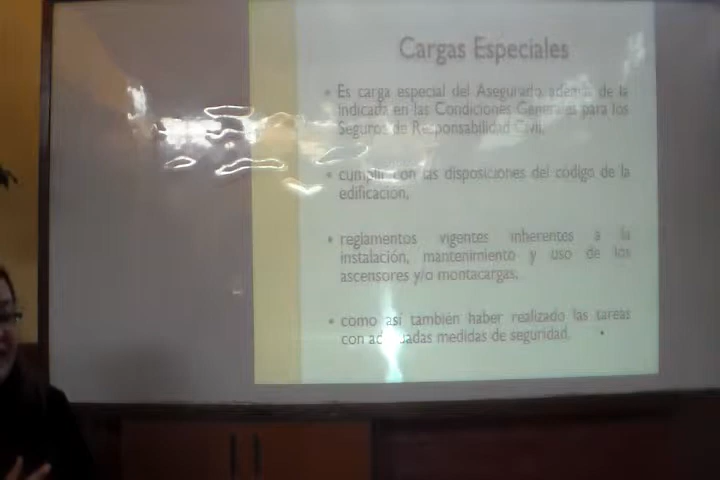 Cargas Especiales
• Es carga especial del Asegurado además de la
indicada en las Condiciones Generales para los
Seguros de Responsabilidad Civil,
• cumplir con las disposiciones del código de la
edificación,
• reglamentos vigentes inherentes a la
instalación, mantenimiento y uso de los
ascensores y/o montacargas,
• como así también haber realizado las tareas
con adecuadas medidas de seguridad.